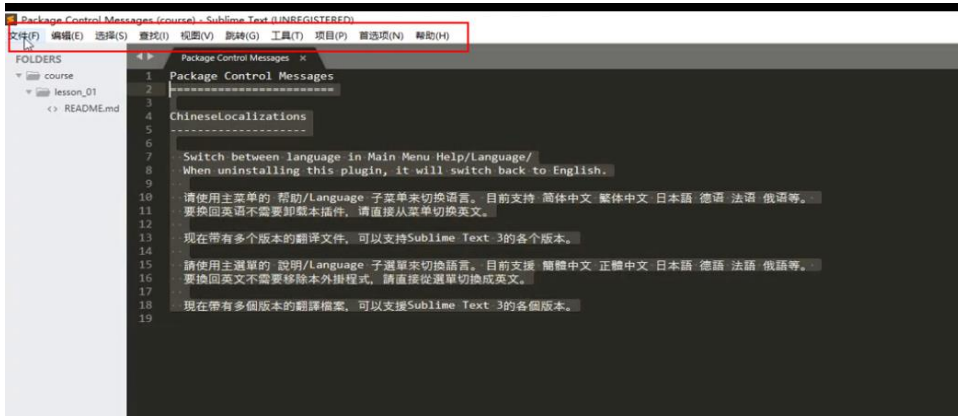 Package Control Messages (course) - Sublime Text (UNREGISTERED)
文件(F) 编辑(E) 选择(S) 查找(I) 视图(V) 跳转(G) 工具(T) 项目(P) 首选项(N) 帮助(H)
FOLDERS
course
lesson_01
<> README.md
Package Control Messages ×
1 Package Control Messages
2 ========================
3
4 ChineseLocalizations
5 --------------------
6
7 Switch between language in Main Menu Help/Language/
8 When uninstalling this plugin, it will switch back to English.
9
10 请使用主菜单的 帮助/Language 子菜单来切换语言。目前支持 简体中文 繁体中文 日本語 德语 法语 俄语等。
11 要换回英语不需要卸载本插件，请直接从菜单切换英文。
12
13 现在带有多个版本的翻译文件，可以支持Sublime Text 3的各个版本。
14
15 請使用主選單的 說明/Language 子選單來切換語言。目前支援 簡體中文 正體中文 日本語 德語 法語 俄語等。
16 要換回英文不需要移除本外掛程式，請直接從選單切換成英文。
17
18 現在帶有多個版本的翻譯檔案，可以支援Sublime Text 3的各個版本。
19